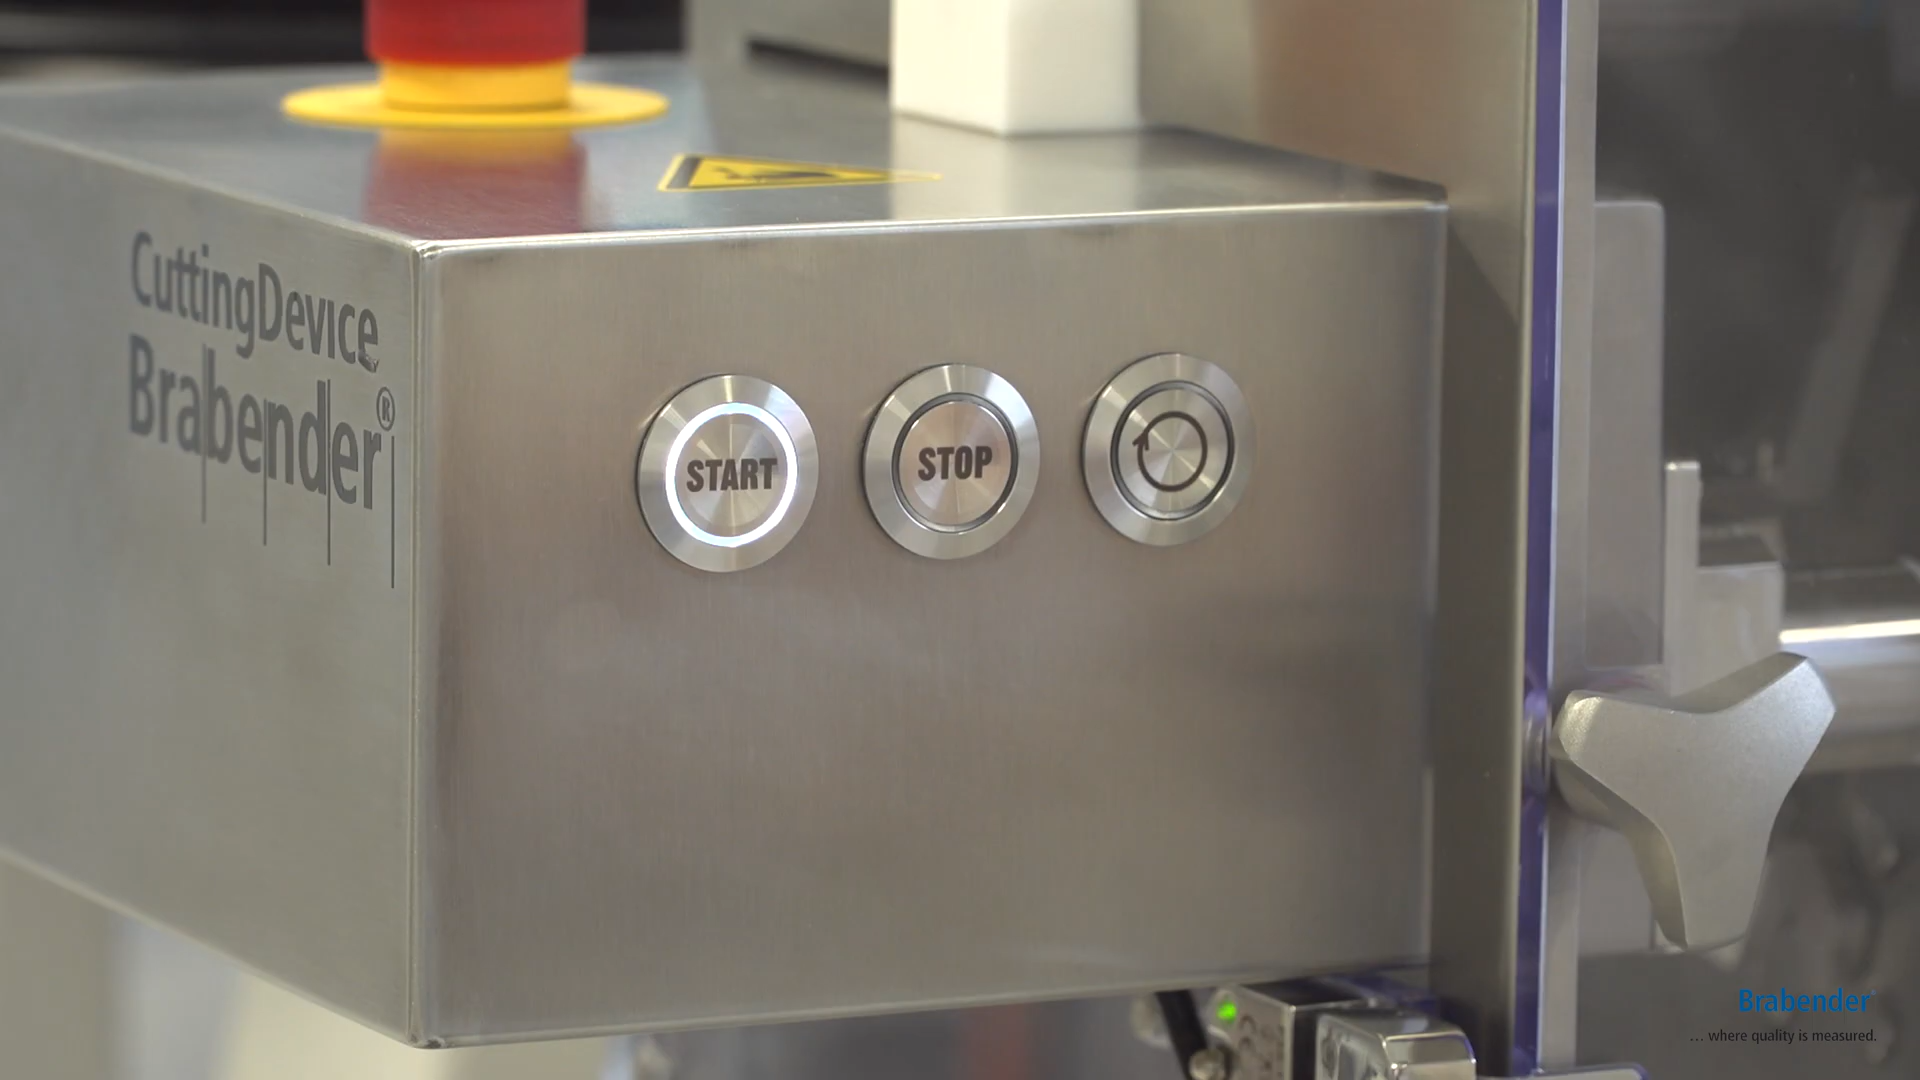 CuttingDevice
Brabender®
START
STOP
Brabender
... where quality is measured.